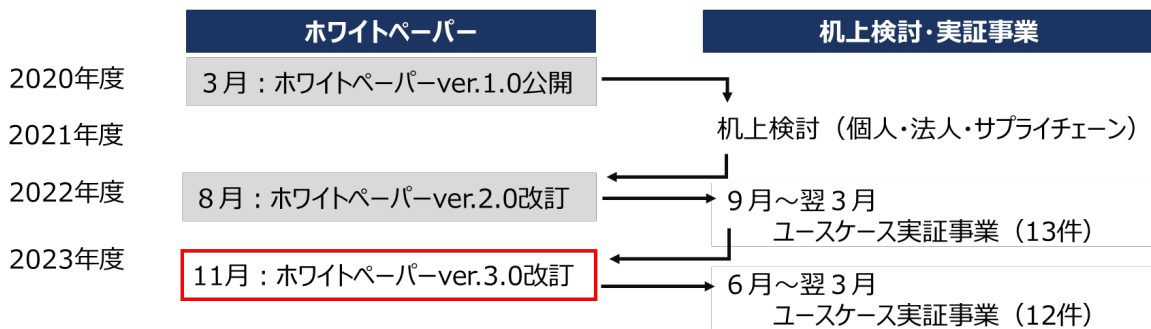 ホワイトペーパー
机上検討・実証事業
2020年度
3月：ホワイトペーパーver.1.0公開
2021年度
机上検討（個人・法人・サプライチェーン）
2022年度
8月：ホワイトペーパーver.2.0改訂
9月～翌3月
ユースケース実証事業（13件）
2023年度
11月：ホワイトペーパーver.3.0改訂
6月～翌3月
ユースケース実証事業（12件）